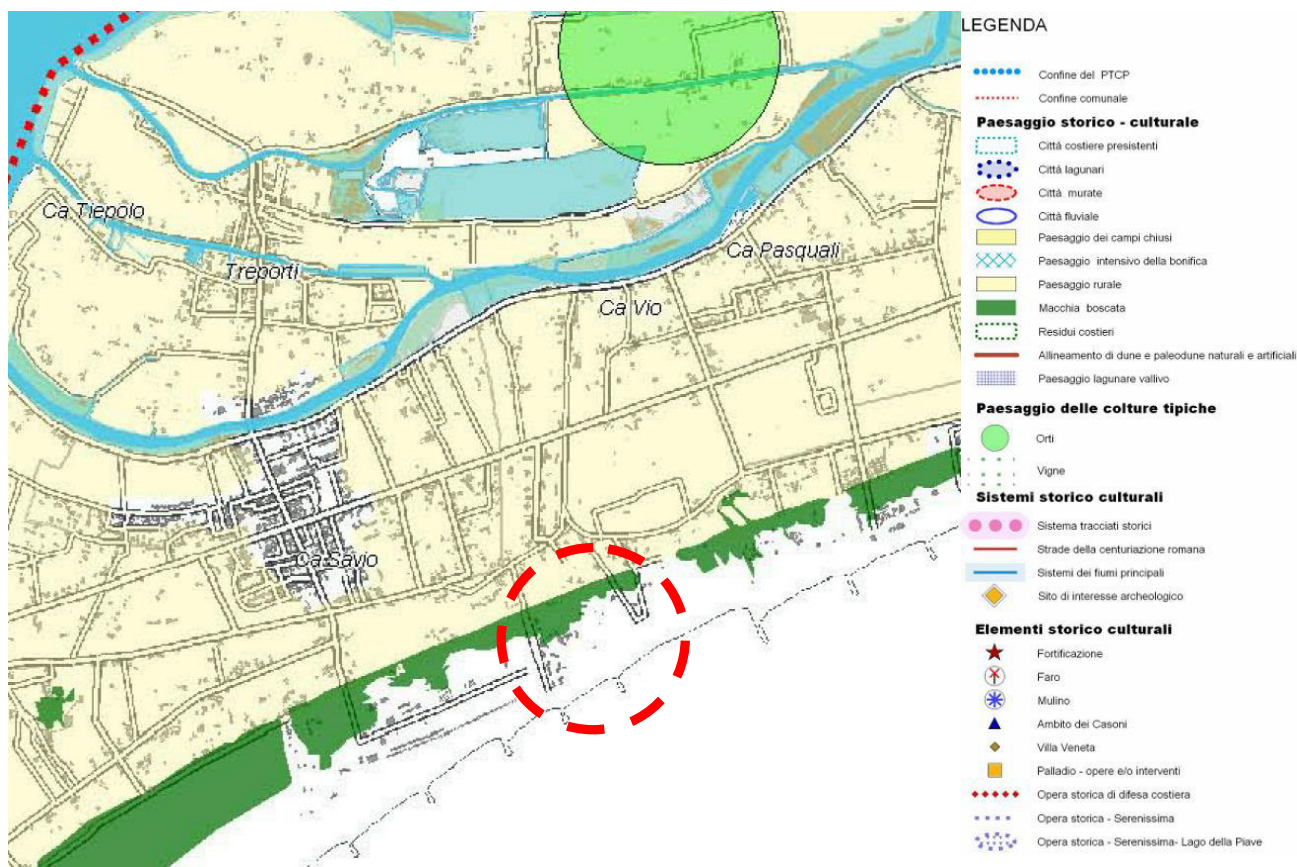 Ca Tiepolo
Treporti
Ca Pasquali
Ca Vio
Ca Savio
LEGENDA
Confine del PTCP
Confine comunale
Paesaggio storico - culturale
Città costiere presistenti
Città lagunari
Città murate
Città fluviale
Paesaggio dei campi chiusi
Paesaggio intensivo della bonifica
Paesaggio rurale
Macchia boscata
Residui costieri
Allineamento di dune e paleodune naturali e artificiali
Paesaggio lagunare vallivo
Paesaggio delle colture tipiche
Orti
Vigne
Sistemi storico culturali
Sistema tracciati storici
Strade della centuriazione romana
Sistemi dei fiumi principali
Sito di interesse archeologico
Elementi storico culturali
Fortificazione
Faro
Mulino
Ambito dei Casoni
Villa Veneta
Palladio - opere e/o interventi
Opera storica di difesa costiera
Opera storica - Serenissima
Opera storica - Serenissima- Lago della Piave